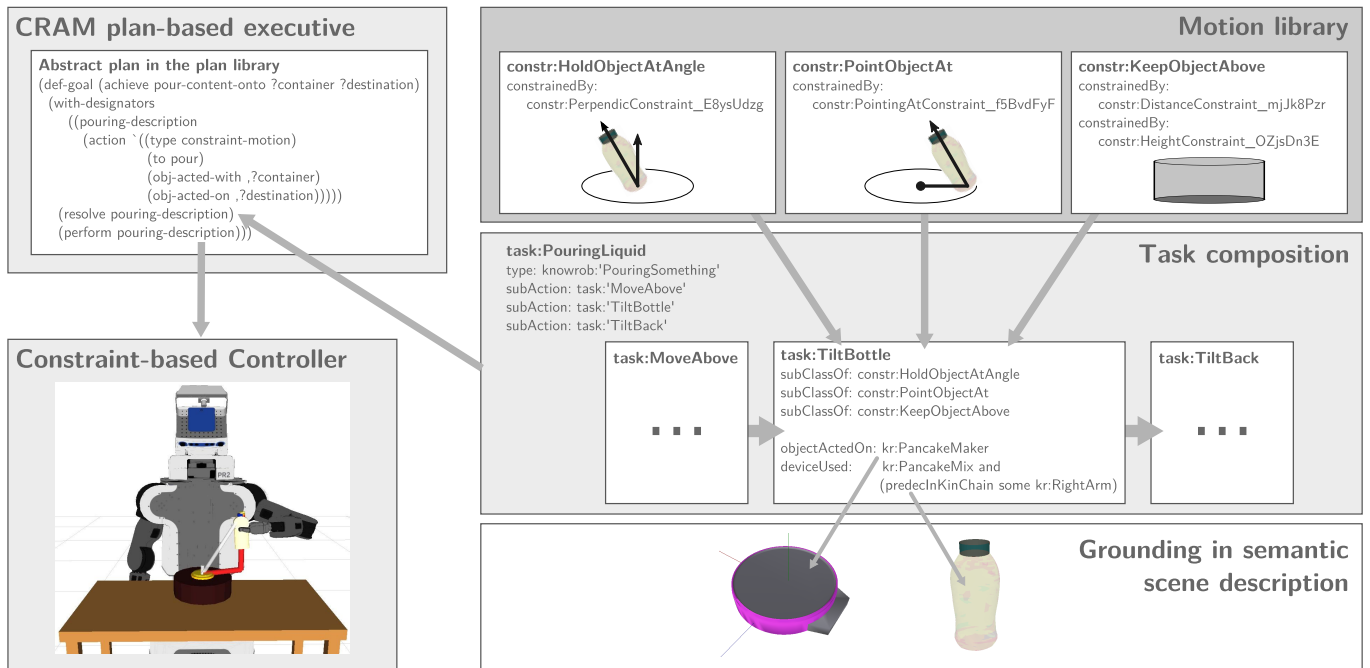 CRAM plan-based executive
Abstract plan in the plan library
(def-goal (achieve pour-content-onto ?container ?destination)
(with-designators
((pouring-description
(action `((type constraint-motion)
(to pour)
(obj-acted-with ,?container)
(obj-acted-on ,?destination)))))
(resolve pouring-description)
(perform pouring-description)))
Constraint-based Controller
PR2
Motion library
constr:HoldObjectAtAngle
constrainedBy:
constr:PerpendicConstraint_E8ysUdzg
constr:PointObjectAt
constrainedBy:
constr:PointingAtConstraint_f5BvdFyF
constr:KeepObjectAbove
constrainedBy:
constr:DistanceConstraint_mjJk8Pzr
constrainedBy:
constr:HeightConstraint_OZjsDn3E
Task composition
task:PouringLiquid
type: knowrob:'PouringSomething'
subAction: task:'MoveAbove'
subAction: task:'TiltBottle'
subAction: task:'TiltBack'
task:MoveAbove
...
task:TiltBottle
subClassOf: constr:HoldObjectAtAngle
subClassOf: constr:PointObjectAt
subClassOf: constr:KeepObjectAbove
objectActedOn: kr:PancakeMaker
deviceUsed: kr:PancakeMix and
(predecInKinChain some kr:RightArm)
task:TiltBack
...
Grounding in semantic
scene description